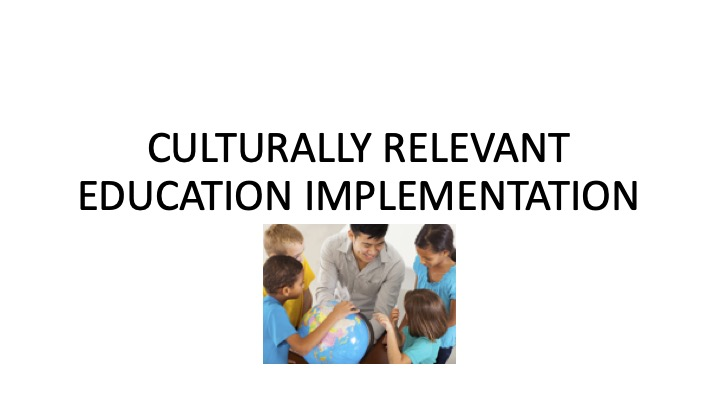 CULTURALLY RELEVANT
EDUCATION IMPLEMENTATION